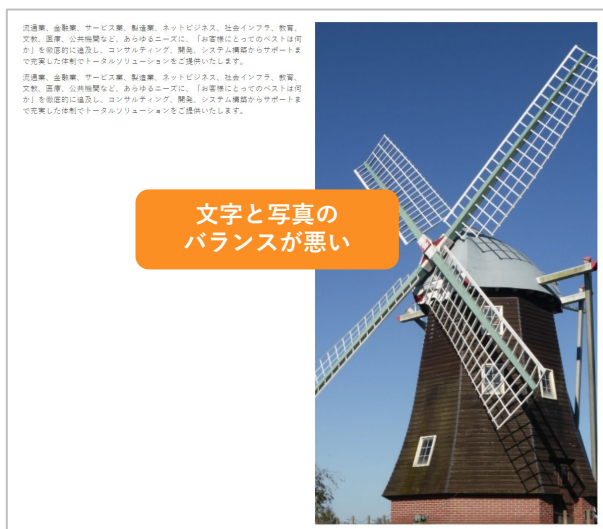 流通業、金融業、サービス業、製造業、ネットビジネス、社会インフラ、教育、
文教、医療、公共機関など、あらゆるニーズに、「お客様にとってのベストは何
か」を徹底的に追及し、コンサルティング、開発、システム構築からサポートま
で充実した体制でトータルソリューションをご提供いたします。
流通業、金融業、サービス業、製造業、ネットビジネス、社会インフラ、教育、
文教、医療、公共機関など、あらゆるニーズに、「お客様にとってのベストは何
か」を徹底的に追及し、コンサルティング、開発、システム構築からサポートま
で充実した体制でトータルソリューションをご提供いたします。
文字と写真の
バランスが悪い